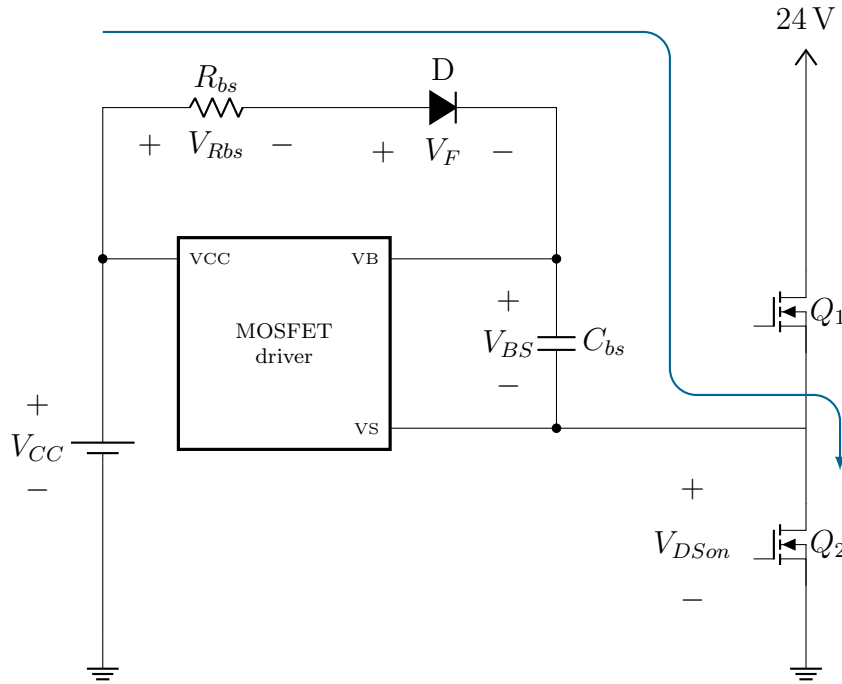 24 V
R_bs
D
+ V_Rbs −
+ V_F −
VCC
VB
MOSFET
driver
+
V_BS
−
C_bs
Q_1
VS
+
V_CC
−
+
V_DSon
−
Q_2